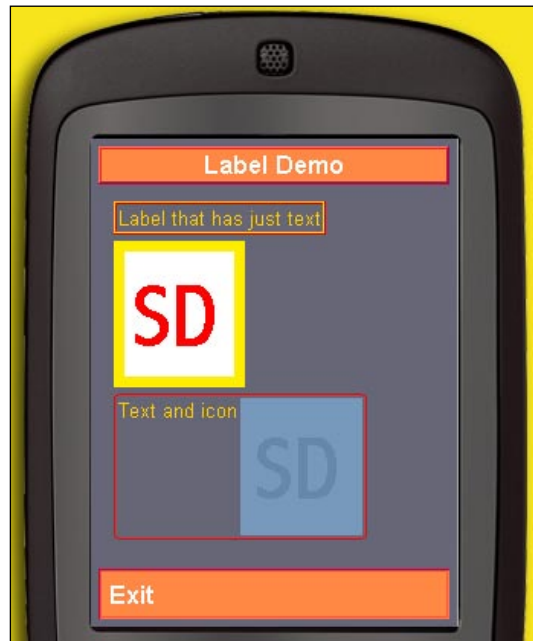 Label Demo
Label that has just text
SD
Text and icon
SD
Exit